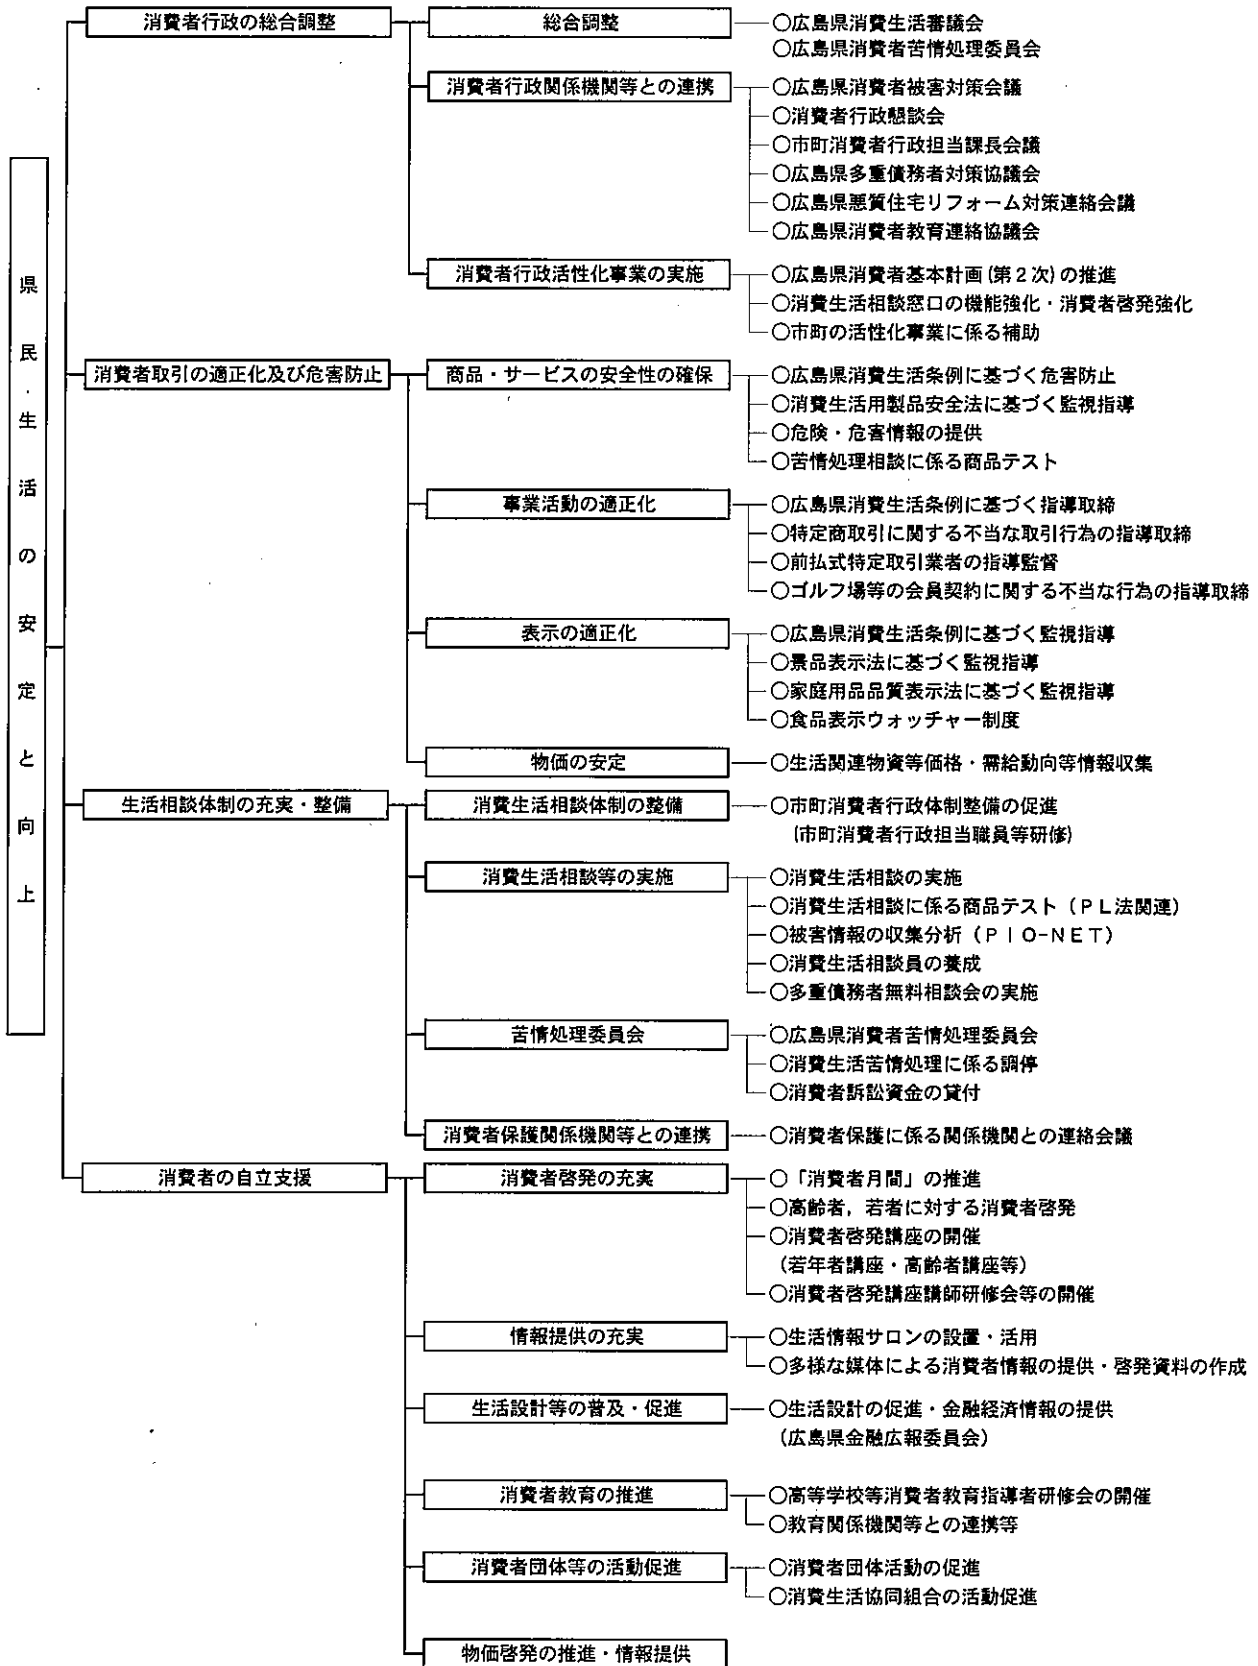 県民・生活の安定と向上
消費者行政の総合調整
総合調整
○広島県消費生活審議会
○広島県消費者苦情処理委員会
消費者行政関係機関等との連携
○広島県消費者被害対策会議
○消費者行政懇談会
○市町消費者行政担当課長会議
○広島県多重債務者対策協議会
○広島県悪質住宅リフォーム対策連絡会議
○広島県消費者教育連絡協議会
消費者行政活性化事業の実施
○広島県消費者基本計画(第2次)の推進
○消費生活相談窓口の機能強化・消費者啓発強化
○市町の活性化事業に係る補助
消費者取引の適正化及び危害防止
商品・サービスの安全性の確保
○広島県消費生活条例に基づく危害防止
○消費生活用製品安全法に基づく監視指導
○危険・危害情報の提供
○苦情処理相談に係る商品テスト
事業活動の適正化
○広島県消費生活条例に基づく指導取締
○特定商取引に関する不当な取引行為の指導取締
○前払式特定取引業者の指導監督
○ゴルフ場等の会員契約に関する不当な行為の指導取締
表示の適正化
○広島県消費生活条例に基づく監視指導
○景品表示法に基づく監視指導
○家庭用品品質表示法に基づく監視指導
○食品表示ウォッチャー制度
物価の安定
○生活関連物資等価格・需給動向等情報収集
生活相談体制の充実・整備
消費生活相談体制の整備
○市町消費者行政体制整備の促進
(市町消費者行政担当職員等研修)
消費生活相談等の実施
○消費生活相談の実施
○消費生活相談に係る商品テスト（PL法関連）
○被害情報の収集分析（PIO-NET）
○消費生活相談員の養成
○多重債務者無料相談会の実施
苦情処理委員会
○広島県消費者苦情処理委員会
○消費生活苦情処理に係る調停
○消費者訴訟資金の貸付
消費者保護関係機関等との連携
○消費者保護に係る関係機関との連絡会議
消費者の自立支援
消費者啓発の充実
○「消費者月間」の推進
○高齢者，若者に対する消費者啓発
○消費者啓発講座の開催
（若年者講座・高齢者講座等）
○消費者啓発講座講師研修会等の開催
情報提供の充実
○生活情報サロンの設置・活用
○多様な媒体による消費者情報の提供・啓発資料の作成
生活設計等の普及・促進
○生活設計の促進・金融経済情報の提供
（広島県金融広報委員会）
消費者教育の推進
○高等学校等消費者教育指導者研修会の開催
○教育関係機関等との連携等
消費者団体等の活動促進
○消費者団体活動の促進
○消費生活協同組合の活動促進
物価啓発の推進・情報提供